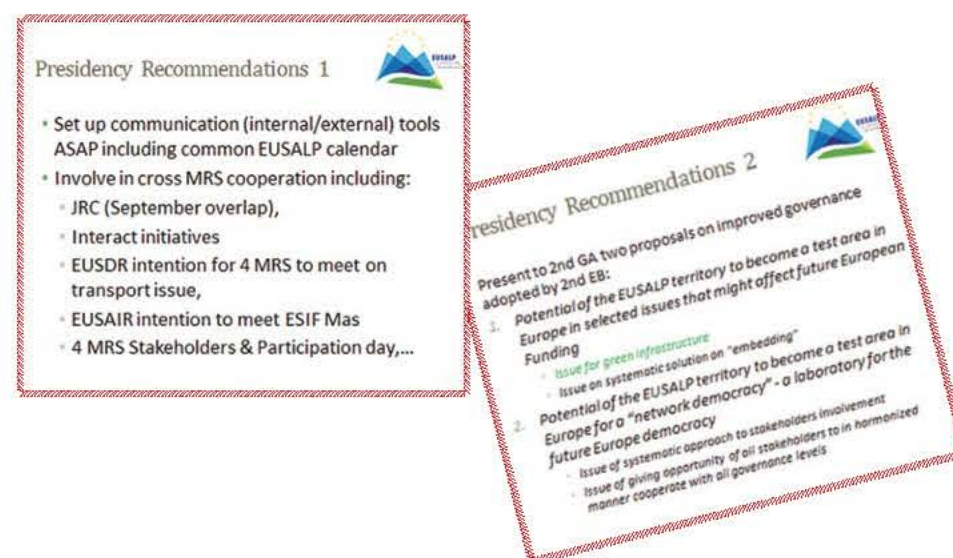 Presidency Recommendations 1
EUSALP
• Set up communication (internal/external) tools
ASAP including common EUSALP calendar
• Involve in cross MRS cooperation including:
• JRC (September overlap),
• Interact initiatives
• EUSDR intention for 4 MRS to meet on
transport issue,
• EUSAIR intention to meet ESIF Mas
• 4 MRS Stakeholders & Participation day,...
residency Recommendations 2
EUSALP
Present to 2nd GA two proposals on improved governance
adopted by 2nd EB:
1. Potential of the EUSALP territory to become a test area in
Europe in selected issues that might affect future European
Funding
• Issue for green infrastructure
• Issue on systematic solution on "embedding"
2. Potential of the EUSALP territory to become a test area in
Europe for a "network democracy" - a laboratory for the
future Europe democracy
• Issue of systematic approach to stakeholders involvement
• Issue of giving opportunity of all stakeholders to in harmonized
manner cooperate with all governance levels